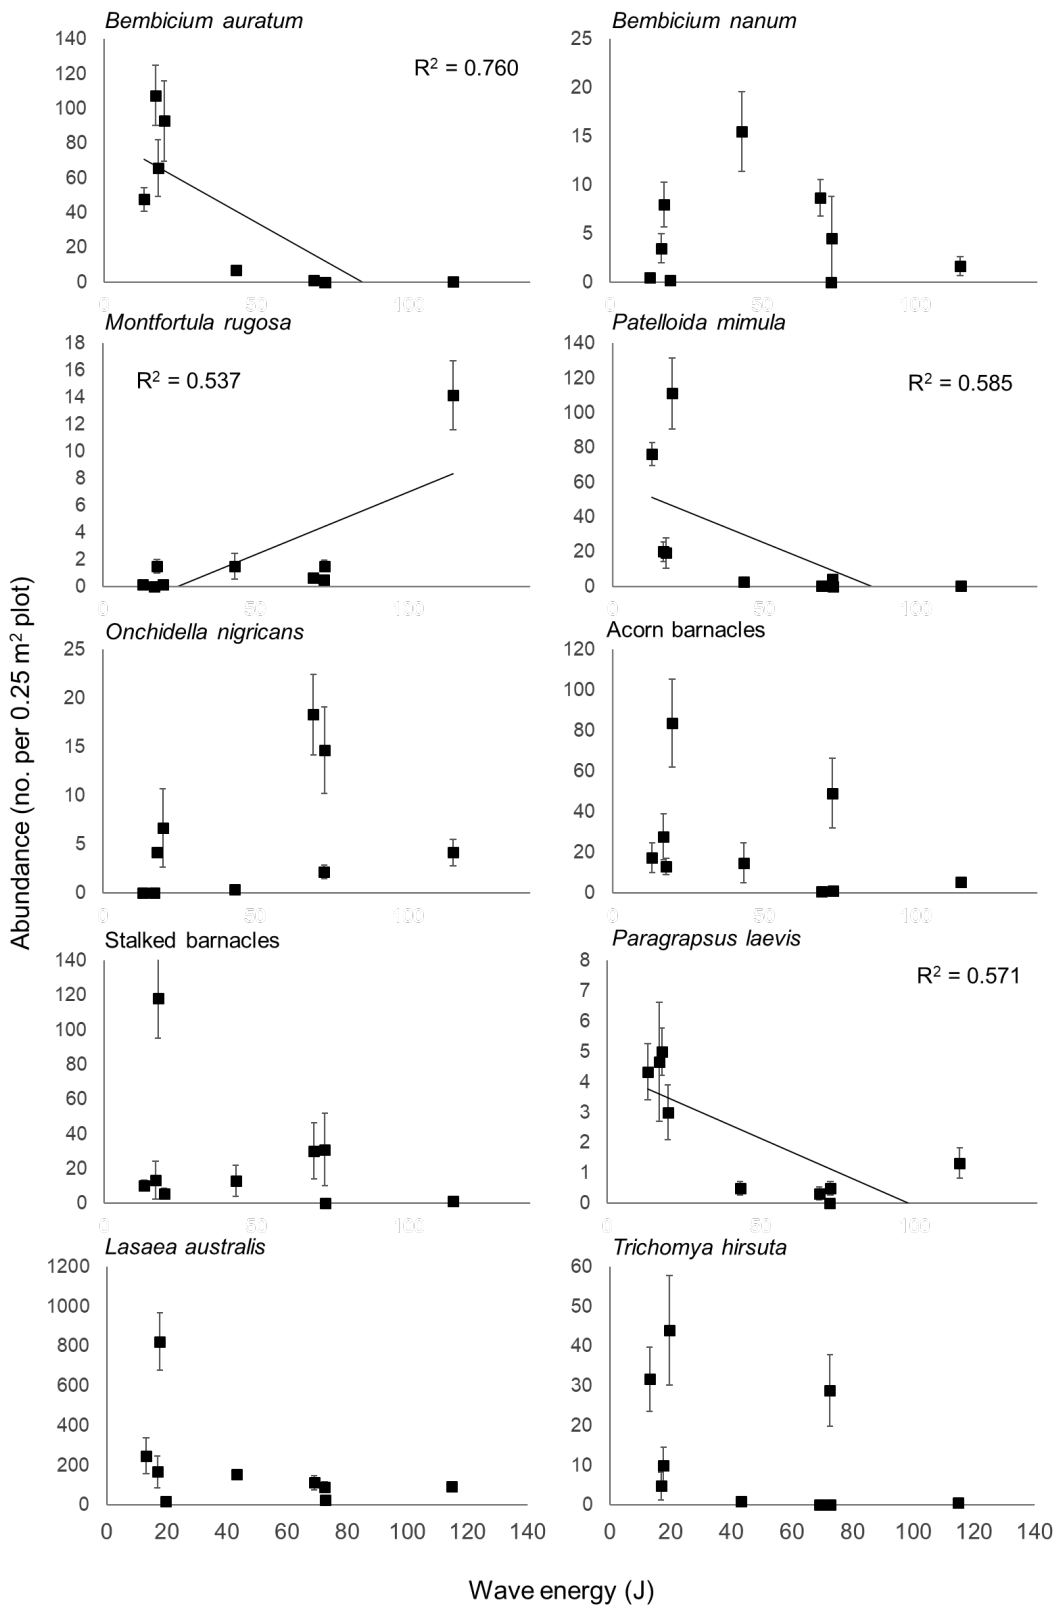 Bembicium auratum
140
120
100
80
60
40
20
0
R² = 0.760
0 50 100
Bembicium nanum
25
20
15
10
5
0
0 50 100
Montfortula rugosa
18
16
14
12
10
8
6
4
2
0
R² = 0.537
0 50 100
Patelloida mimula
140
120
100
80
60
40
20
0
R² = 0.585
0 50 100
Abundance (no. per 0.25 m² plot)
Onchidella nigricans
25
20
15
10
5
0
0 50 100
Acorn barnacles
120
100
80
60
40
20
0
0 50 100
Stalked barnacles
140
120
100
80
60
40
20
0
0 50 100
Paragrapsus laevis
8
7
6
5
4
3
2
1
0
R² = 0.571
0 50 100
Lasaea australis
1200
1000
800
600
400
200
0
0 20 40 60 80 100 120 140
Trichomya hirsuta
60
50
40
30
20
10
0
0 20 40 60 80 100 120 140
Wave energy (J)